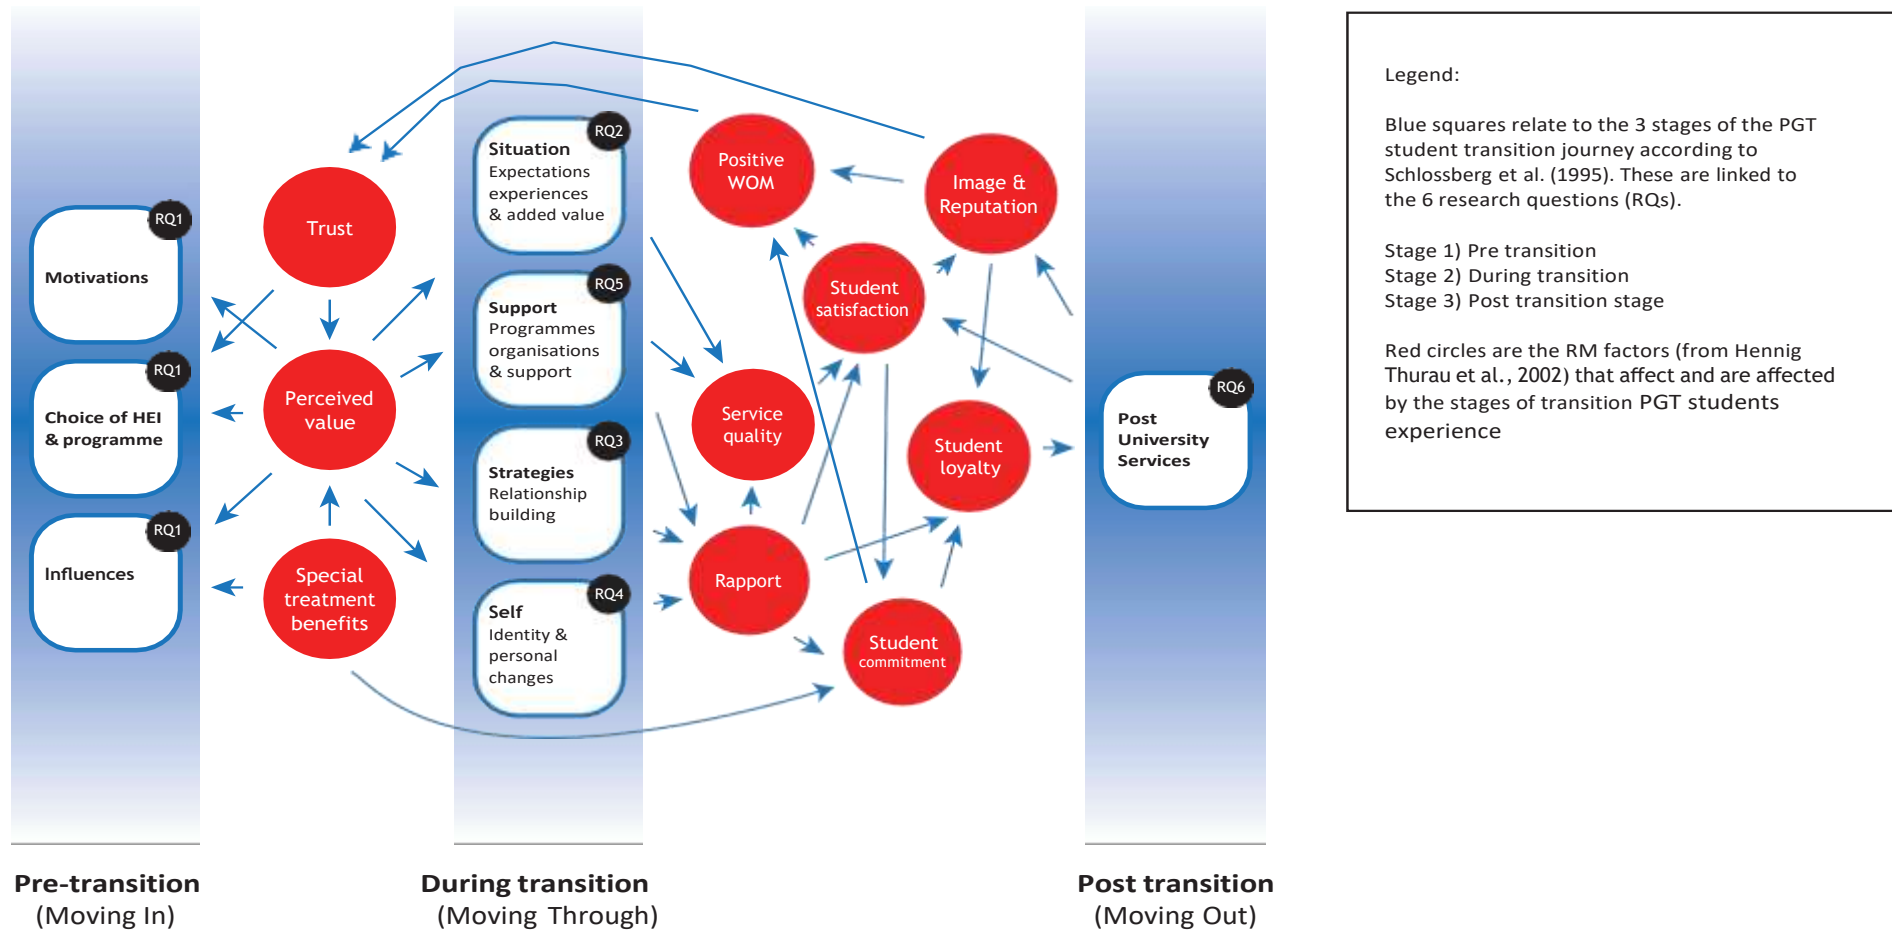 RQ1
Motivations
RQ1
Choice of HEI
& programme
RQ1
Influences
Trust
Perceived
value
Special
treatment
benefits
RQ2
Situation
Expectations
experiences
& added value
RQ5
Support
Programmes
organisations
& support
RQ3
Strategies
Relationship
building
RQ4
Self
Identity &
personal
changes
Positive
WOM
Image &
Reputation
Student
satisfaction
Service
quality
Student
loyalty
Rapport
Student
commitment
RQ6
Post
University
Services
Pre-transition
(Moving In)
During transition
(Moving Through)
Post transition
(Moving Out)
Legend:
Blue squares relate to the 3 stages of the PGT
student transition journey according to
Schlossberg et al. (1995). These are linked to
the 6 research questions (RQs).
Stage 1) Pre transition
Stage 2) During transition
Stage 3) Post transition stage
Red circles are the RM factors (from Hennig
Thurau et al., 2002) that affect and are affected
by the stages of transition PGT students
experience